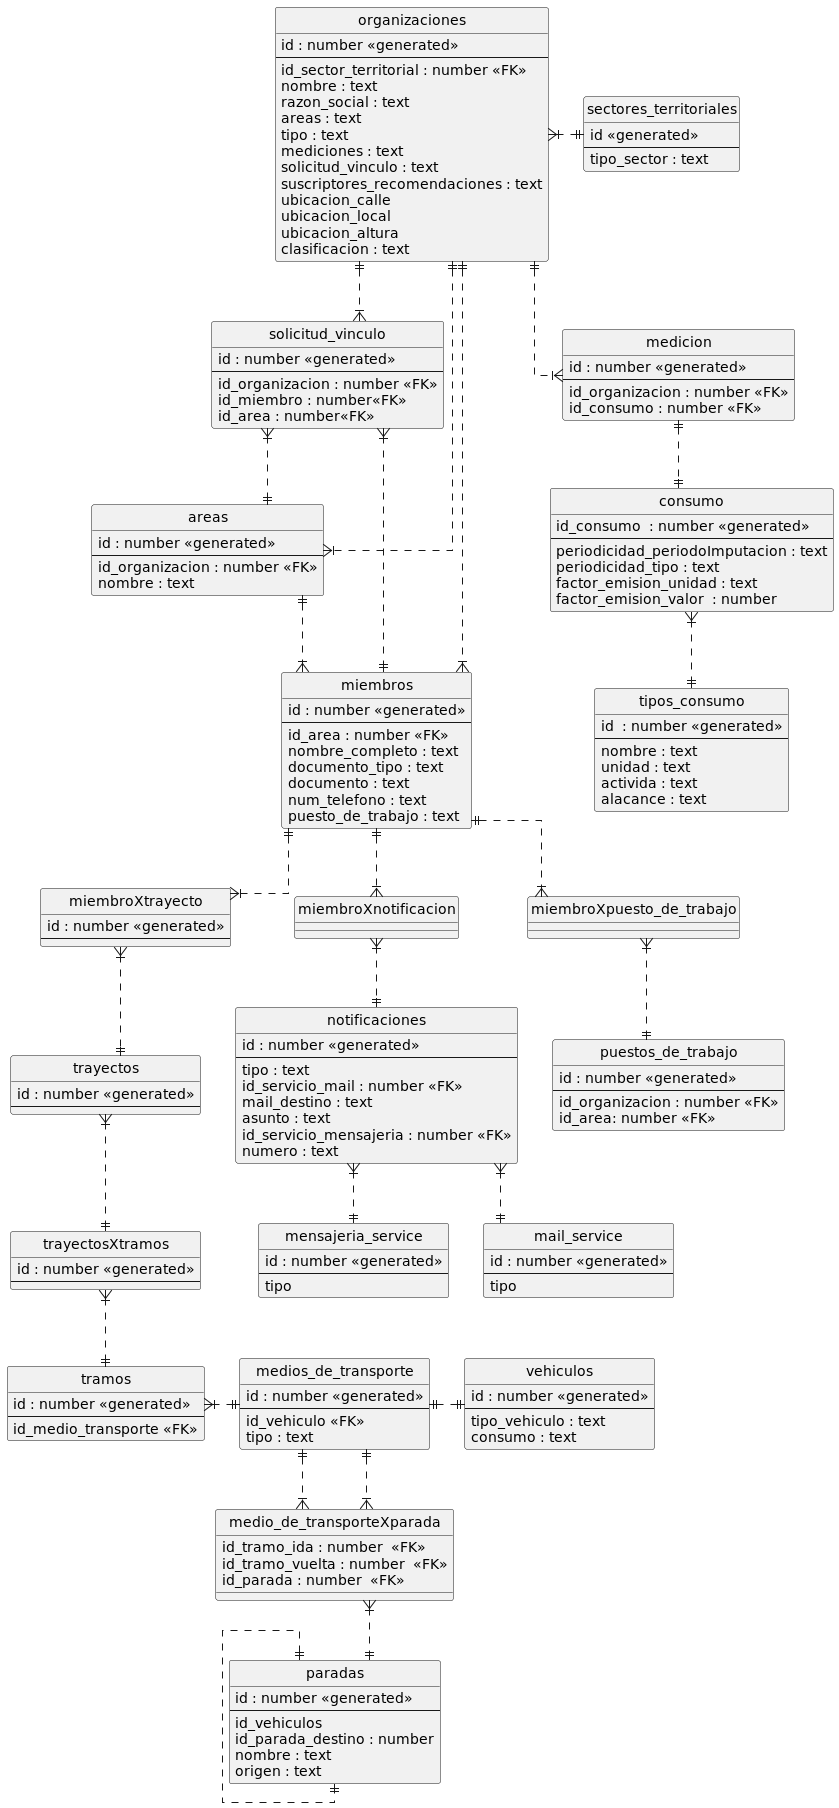 organizaciones
id : number «generated»
id_sector_territorial : number «FK»
nombre : text
razon_social : text
areas : text
tipo : text
mediciones : text
solicitud_vinculo : text
suscriptores_recomendaciones : text
ubicacion_calle
ubicacion_local
ubicacion_altura
clasificacion : text
sectores_territoriales
id «generated»
tipo_sector : text
solicitud_vinculo
id : number «generated»
id_organizacion : number «FK»
id_miembro : number«FK»
id_area : number«FK»
medicion
id : number «generated»
id_organizacion : number «FK»
id_consumo : number «FK»
areas
id : number «generated»
id_organizacion : number «FK»
nombre : text
consumo
id_consumo  : number «generated»
periodicidad_periodoImputacion : text
periodicidad_tipo : text
factor_emision_unidad : text
factor_emision_valor  : number
miembros
id : number «generated»
id_area : number «FK»
nombre_completo : text
documento_tipo : text
documento : text
num_telefono : text
puesto_de_trabajo : text
tipos_consumo
id  : number «generated»
nombre : text
unidad : text
activida : text
alacance : text
miembroXtrayecto
id : number «generated»
miembroXnotificacion
miembroXpuesto_de_trabajo
trayectos
id : number «generated»
notificaciones
id : number «generated»
tipo : text
id_servicio_mail : number «FK»
mail_destino : text
asunto : text
id_servicio_mensajeria : number «FK»
numero : text
puestos_de_trabajo
id : number «generated»
id_organizacion : number «FK»
id_area: number «FK»
trayectosXtramos
id : number «generated»
mensajeria_service
id : number «generated»
tipo
mail_service
id : number «generated»
tipo
tramos
id : number «generated»
id_medio_transporte «FK»
medios_de_transporte
id : number «generated»
id_vehiculo «FK»
tipo : text
vehiculos
id : number «generated»
tipo_vehiculo : text
consumo : text
medio_de_transporteXparada
id_tramo_ida : number  «FK»
id_tramo_vuelta : number  «FK»
id_parada : number  «FK»
paradas
id : number «generated»
id_vehiculos
id_parada_destino : number
nombre : text
origen : text